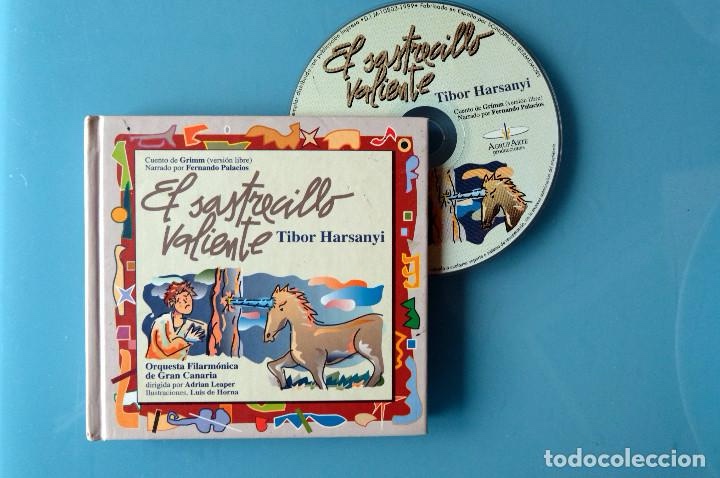 Cuento de Grimm (versión libre)
Narrado por Fernando Palacios
El sastrecillo
valiente
Tibor Harsanyi
Orquesta Filarmónica
de Gran Canaria
dirigida por Adrian Leaper
Ilustraciones, Luis de Horna
El sastrecillo
valiente
Tibor Harsanyi
Cuento de Grimm (versión libre)
Narrado por Fernando Palacios
AGRUPARTE
producciones
todocoleccion